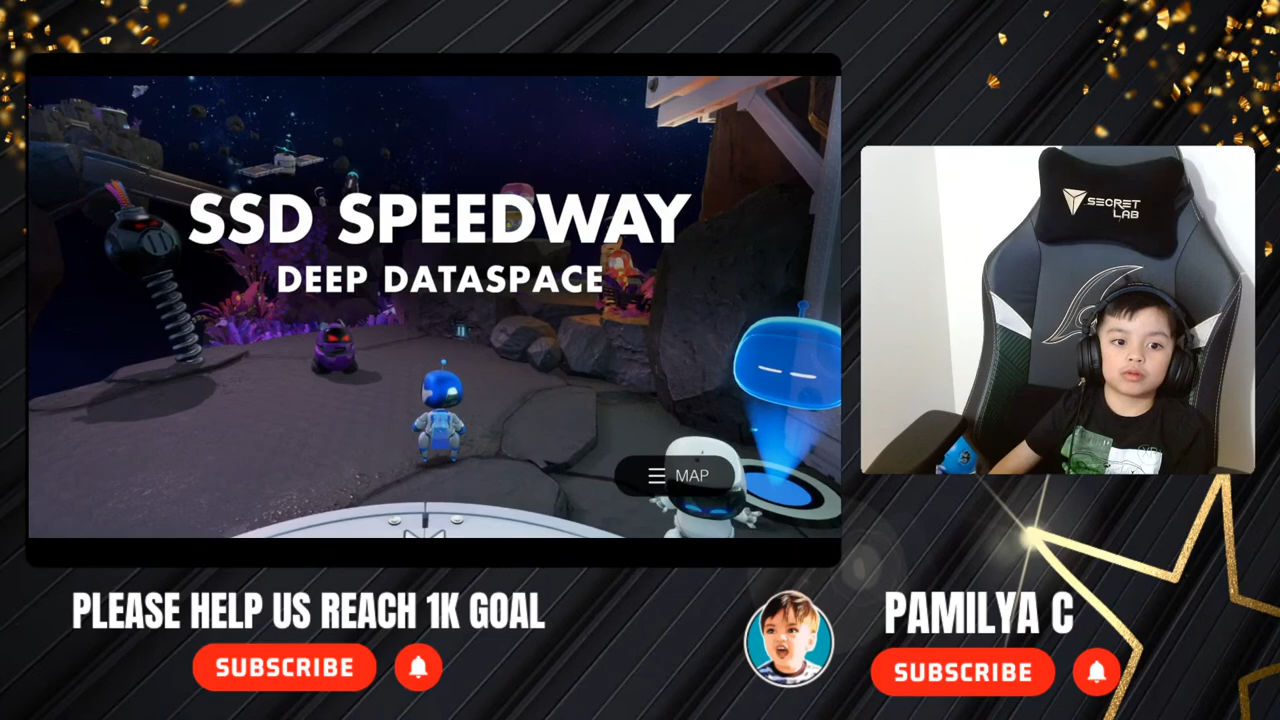 SSD SPEEDWAY
DEEP DATASPACE
MAP
SECRET
LAB
PLEASE HELP US REACH 1K GOAL
SUBSCRIBE
PAMILYA C
SUBSCRIBE